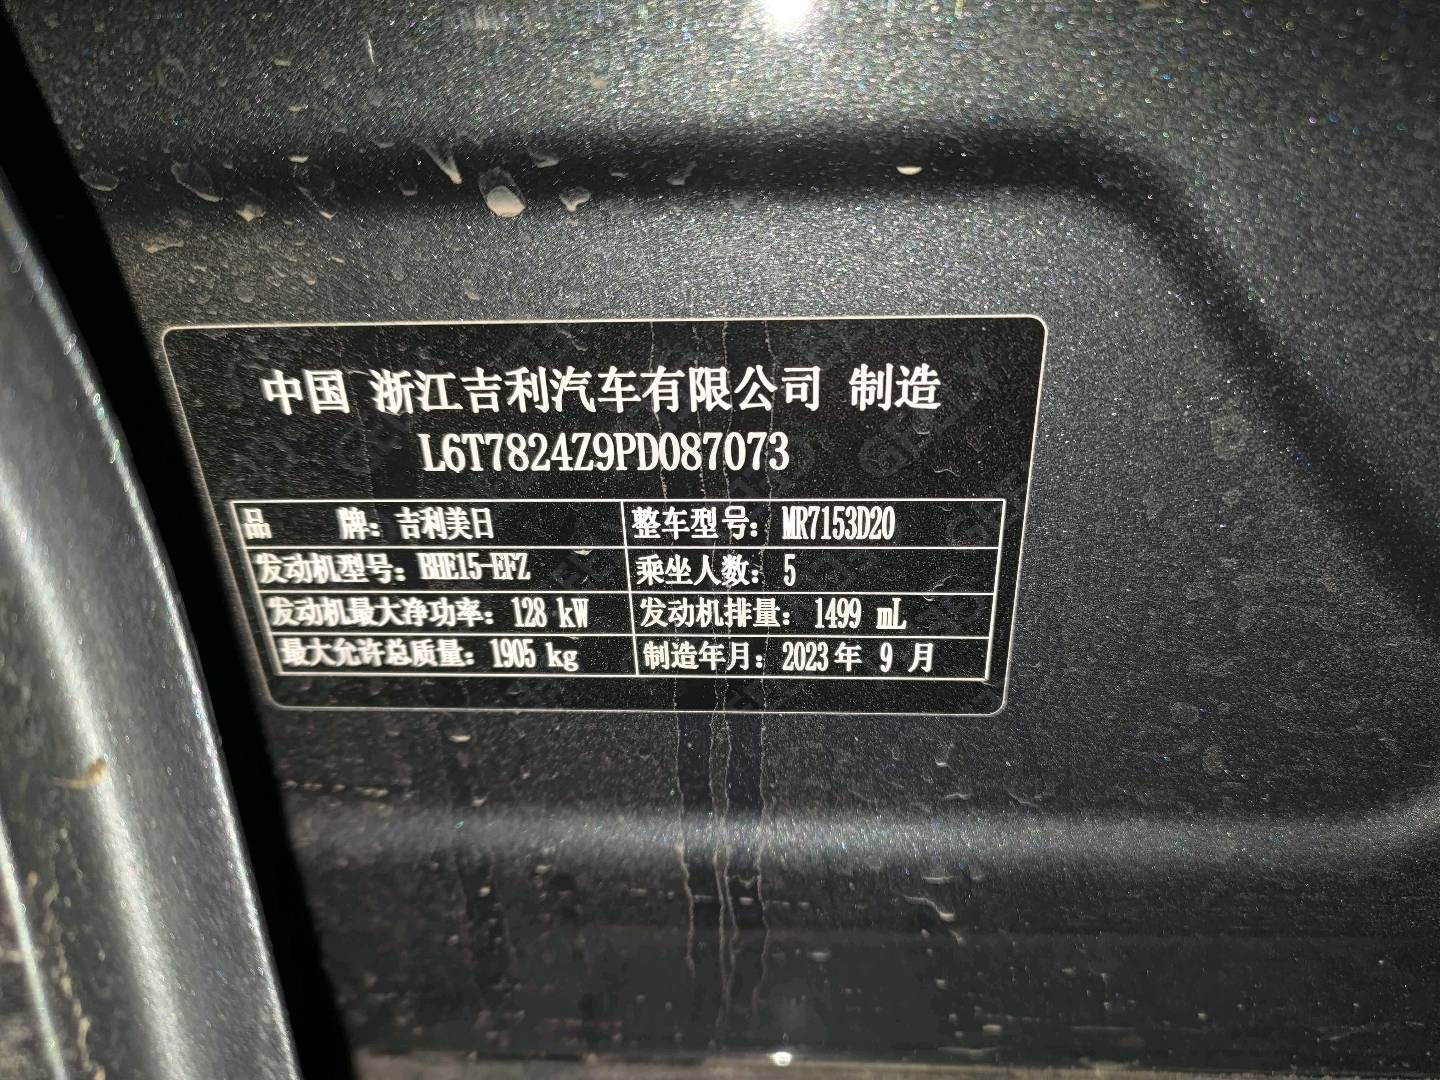 中国 浙江吉利汽车有限公司 制造
L6T7824Z9PD087073
品 牌：吉利美日 整车型号：MR7153D20
发动机型号：BHE15-EFZ 乘坐人数：5
发动机最大净功率：128 kW 发动机排量：1499 mL
最大允许总质量：1905 kg 制造年月：2023 年 9 月